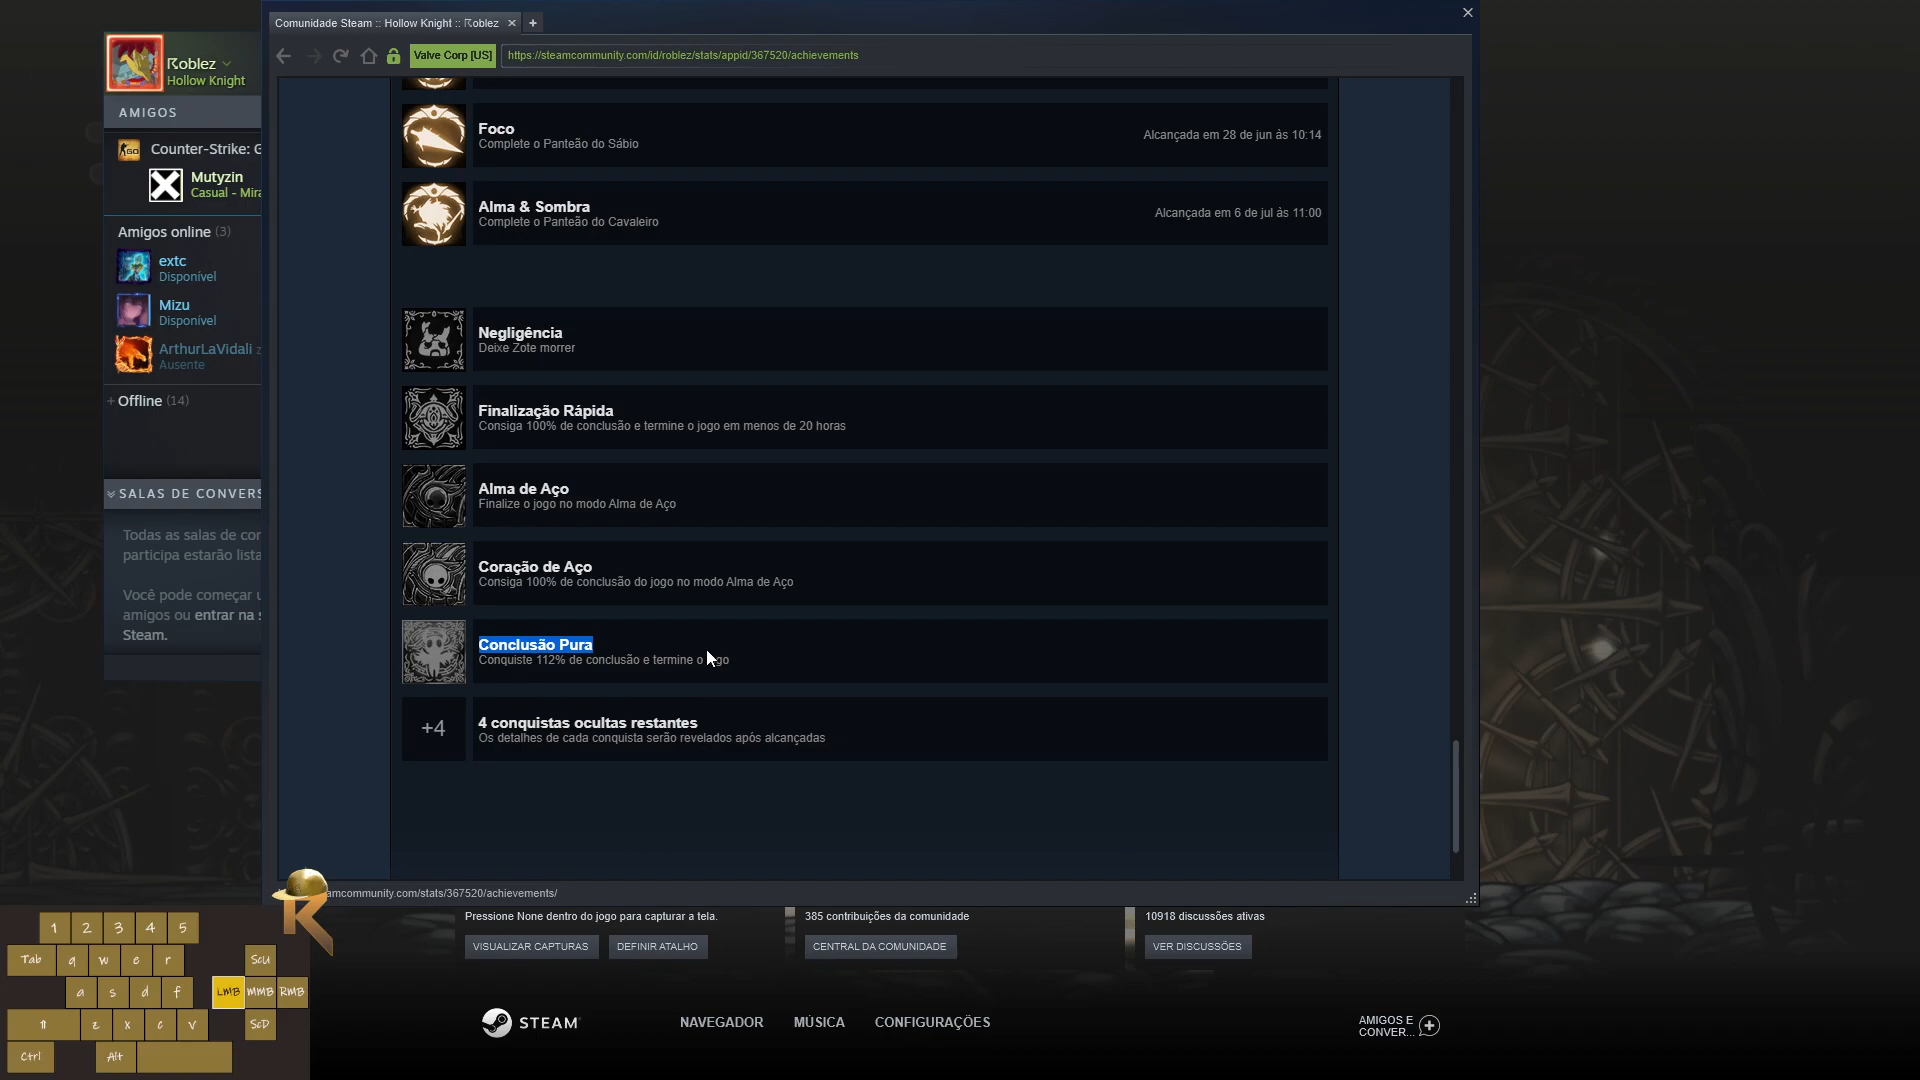 Comunidade Steam :: Hollow Knight :: Roblez
Valve Corp [US]
https://steamcommunity.com/id/roblez/stats/appid/367520/achievements
Roblez
Hollow Knight
AMIGOS
Counter-Strike: G
Mutyzin
Casual - Mira
Amigos online (3)
extc
Disponível
Mizu
Disponível
ArthurLaVidali z
Ausente
+ Offline (14)
SALAS DE CONVERS
Todas as salas de con
participa estarão lista
Você pode começar u
amigos ou entrar na s
Steam.
Foco
Complete o Panteão do Sábio
Alcançada em 28 de jun às 10:14
Alma & Sombra
Complete o Panteão do Cavaleiro
Alcançada em 6 de jul às 11:00
Negligência
Deixe Zote morrer
Finalização Rápida
Consiga 100% de conclusão e termine o jogo em menos de 20 horas
Alma de Aço
Finalize o jogo no modo Alma de Aço
Coração de Aço
Consiga 100% de conclusão do jogo no modo Alma de Aço
Conclusão Pura
Conquiste 112% de conclusão e termine o jogo
+4
4 conquistas ocultas restantes
Os detalhes de cada conquista serão revelados após alcançadas
amcommunity.com/stats/367520/achievements/
Pressione None dentro do jogo para capturar a tela.
385 contribuições da comunidade
10918 discussões ativas
VISUALIZAR CAPTURAS
DEFINIR ATALHO
CENTRAL DA COMUNIDADE
VER DISCUSSÕES
STEAM
NAVEGADOR
MÚSICA
CONFIGURAÇÕES
AMIGOS E
CONVER...
R
1 2 3 4 5
Tab q w e r ScU
a s d f LMB MMB RMB
⇧ z x c v ScD
Ctrl Alt